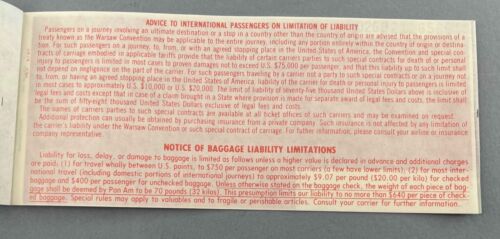 ADVICE TO INTERNATIONAL PASSENGERS ON LIMITATION OF LIABILITY
Passengers on a journey involving an ultimate destination or a stop in a country other than the country of origin are advised that the provisions of a
treaty known as the Warsaw Convention may be applicable to the entire journey, including any portion entirely within the country of origin or destina-
tion. For such passengers on a journey, to, from, or with an agreed stopping place in the United States of America, the Convention and special con-
tracts of carriage embodied in applicable tariffs provide that the liability of certain carriers parties to such special contracts for death of or personal
injury to passengers is limited in most cases to proven damages not to exceed U.S. $75,000 per passenger, and that this liability up to such limit shall
not depend on negligence on the part of the carrier. For such passengers travelling by a carrier not a party to such special contracts or on a journey not
to, from, or having an agreed stopping place in the United States of America, liability of the carrier for death or personal injury to passengers is limited
in most cases to approximately U.S. $10,000 or U.S. $20,000. The limit of liability of seventy-five thousand United States Dollars above is inclusive of
legal fees and costs except that in case of a claim brought in a State where provision is made for separate award of legal fees and costs, the limit shall
be the sum of fifty-eight thousand United States Dollars exclusive of legal fees and costs.
The names of carriers parties to such special contracts are available at all ticket offices of such carriers and may be examined on request.
Additional protection can usually be obtained by purchasing insurance from a private company. Such insurance is not affected by any limitation of
the carrier's liability under the Warsaw Convention or such special contract of carriage. For further information, please consult your airline or insurance
company representative.
NOTICE OF BAGGAGE LIABILITY LIMITATIONS
Liability for loss, delay, or damage to baggage is limited as follows unless a higher value is declared in advance and additional charges
are paid: (1) for travel wholly between U.S. points, to $750 per passenger on most carriers (a few have lower limits); (2) for most inter-
national travel (including domestic portions of international journeys) to approximately $9.07 per pound ($20.00 per kilo) for checked
baggage and $400 per passenger for unchecked baggage. Unless otherwise stated on the baggage check, the weight of each piece of bag-
gage shall be deemed by Pan Am to be 70 pounds (32 kilos). This presumption limits our liability to no more than $640 per piece of check-
ed baggage. Special rules may apply to valuables and to fragile or perishable articles. Consult your carrier for further information.